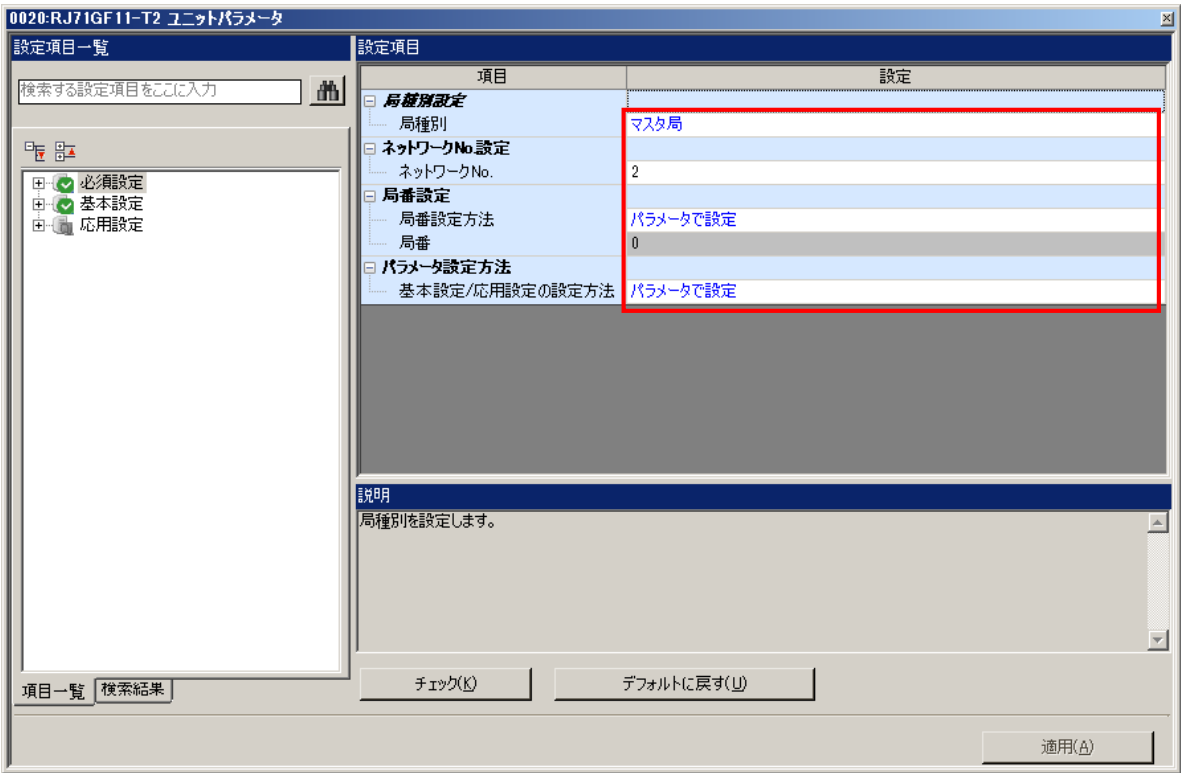 0020:RJ71GF11-T2 ユニットパラメータ
設定項目一覧
検索する設定項目をここに入力
必須設定
基本設定
応用設定
項目一覧
検索結果
設定項目
項目 設定
局種別設定
局種別 マスタ局
ネットワークNo.設定
ネットワークNo. 2
局番設定
局番設定方法 パラメータで設定
局番 0
パラメータ設定方法
基本設定/応用設定の設定方法 パラメータで設定
説明
局種別を設定します。
チェック(K) デフォルトに戻す(U)
適用(A)